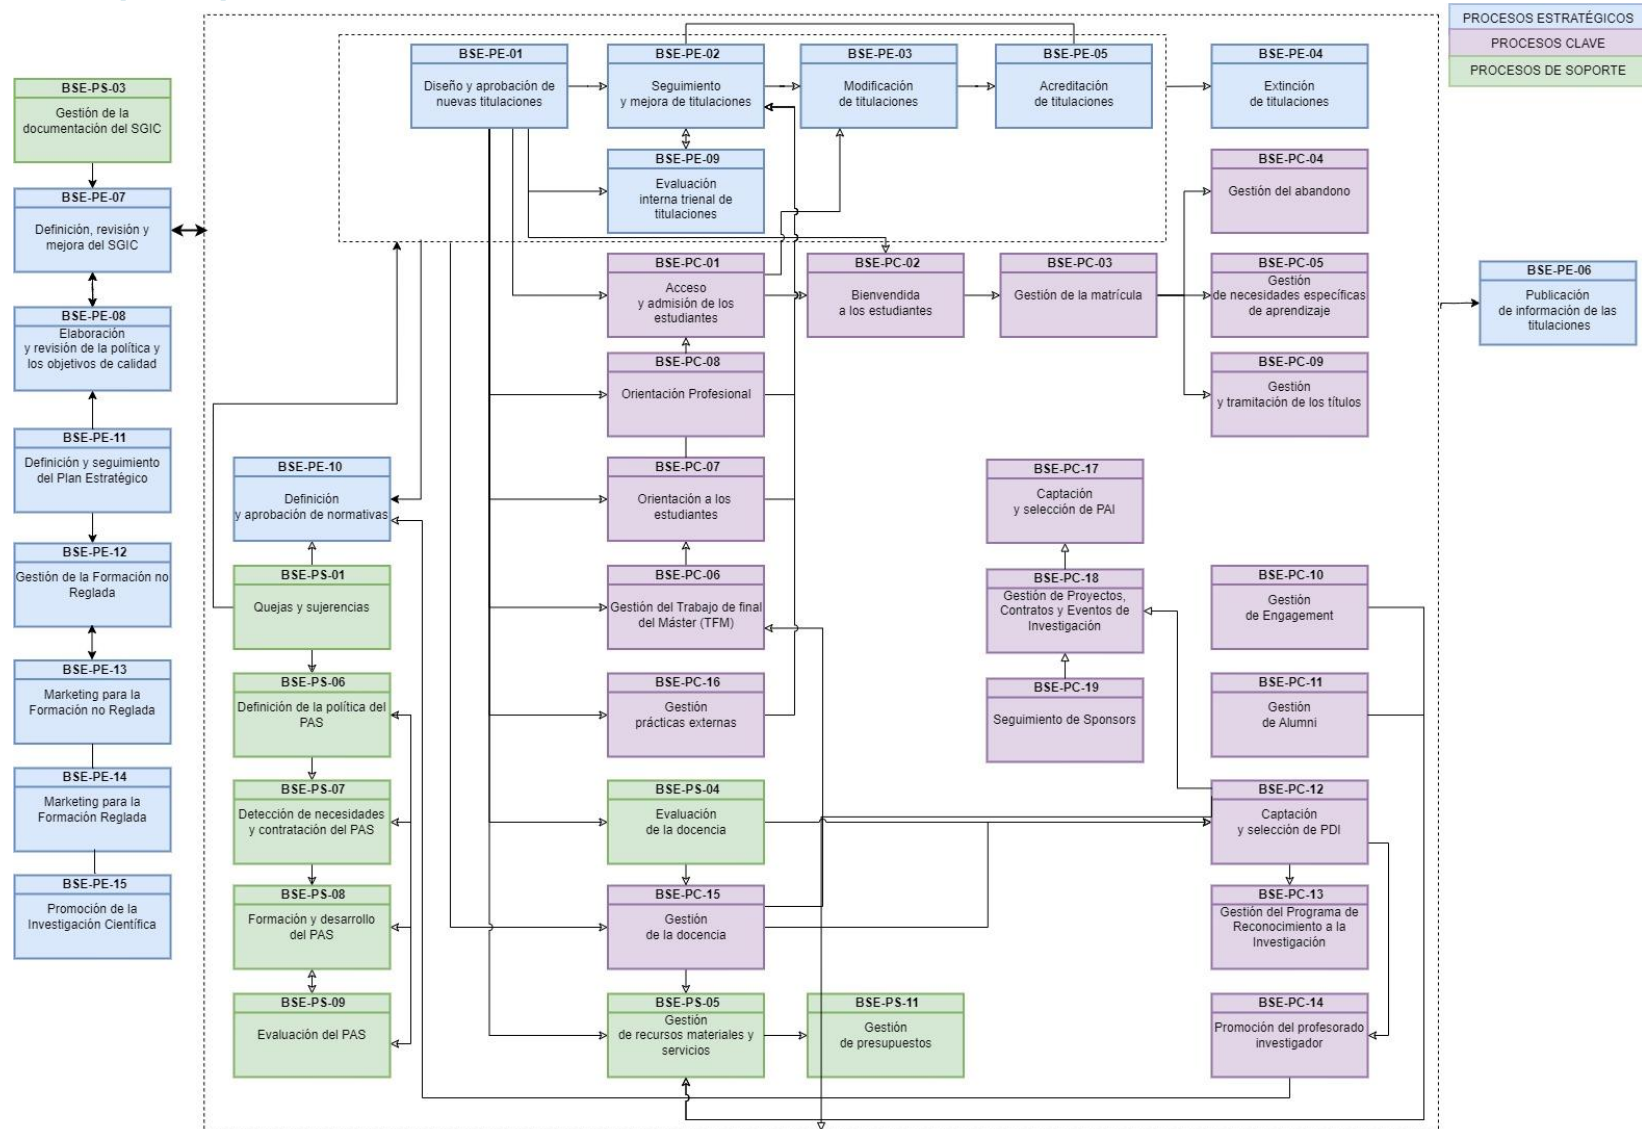 PROCESOS ESTRATÉGICOS
PROCESOS CLAVE
PROCESOS DE SOPORTE
BSE-PS-03
Gestión de la
documentación del SGIC
BSE-PE-07
Definición, revisión y
mejora del SGIC
BSE-PE-08
Elaboración
y revisión de la política y
los objetivos de calidad
BSE-PE-11
Definición y seguimiento
del Plan Estratégico
BSE-PE-12
Gestión de la Formación no
Reglada
BSE-PE-13
Marketing para la
Formación no Reglada
BSE-PE-14
Marketing para la
Formación Reglada
BSE-PE-15
Promoción de la
Investigación Científica
BSE-PE-01
Diseño y aprobación de
nuevas titulaciones
BSE-PE-02
Seguimiento
y mejora de titulaciones
BSE-PE-03
Modificación
de titulaciones
BSE-PE-05
Acreditación
de titulaciones
BSE-PE-04
Extinción
de titulaciones
BSE-PE-09
Evaluación
interna trienal de
titulaciones
BSE-PC-04
Gestión del abandono
BSE-PC-01
Acceso
y admisión de los
estudiantes
BSE-PC-02
Bienvendida
a los estudiantes
BSE-PC-03
Gestión de la matrícula
BSE-PC-05
Gestión
de necesidades específicas
de aprendizaje
BSE-PE-06
Publicación
de información de las
titulaciones
BSE-PC-08
Orientación Profesional
BSE-PC-09
Gestión
y tramitación de los títulos
BSE-PE-10
Definición
y aprobación de normativas
BSE-PC-07
Orientación a los
estudiantes
BSE-PC-17
Captación
y selección de PAI
BSE-PS-01
Quejas y sujerencias
BSE-PC-06
Gestión del Trabajo de final
del Máster (TFM)
BSE-PC-18
Gestión de Proyectos,
Contratos y Eventos de
Investigación
BSE-PC-10
Gestión
de Engagement
BSE-PS-06
Definición de la política del
PAS
BSE-PC-16
Gestión
prácticas externas
BSE-PC-19
Seguimiento de Sponsors
BSE-PC-11
Gestión
de Alumni
BSE-PS-07
Detección de necesidades
y contratación del PAS
BSE-PS-04
Evaluación
de la docencia
BSE-PC-12
Captación
y selección de PDI
BSE-PS-08
Formación y desarrollo
del PAS
BSE-PC-15
Gestión
de la docencia
BSE-PC-13
Gestión del Programa de
Reconocimiento a la
Investigación
BSE-PS-09
Evaluación del PAS
BSE-PS-05
Gestión
de recursos materiales y
servicios
BSE-PS-11
Gestión
de presupuestos
BSE-PC-14
Promoción del profesorado
investigador